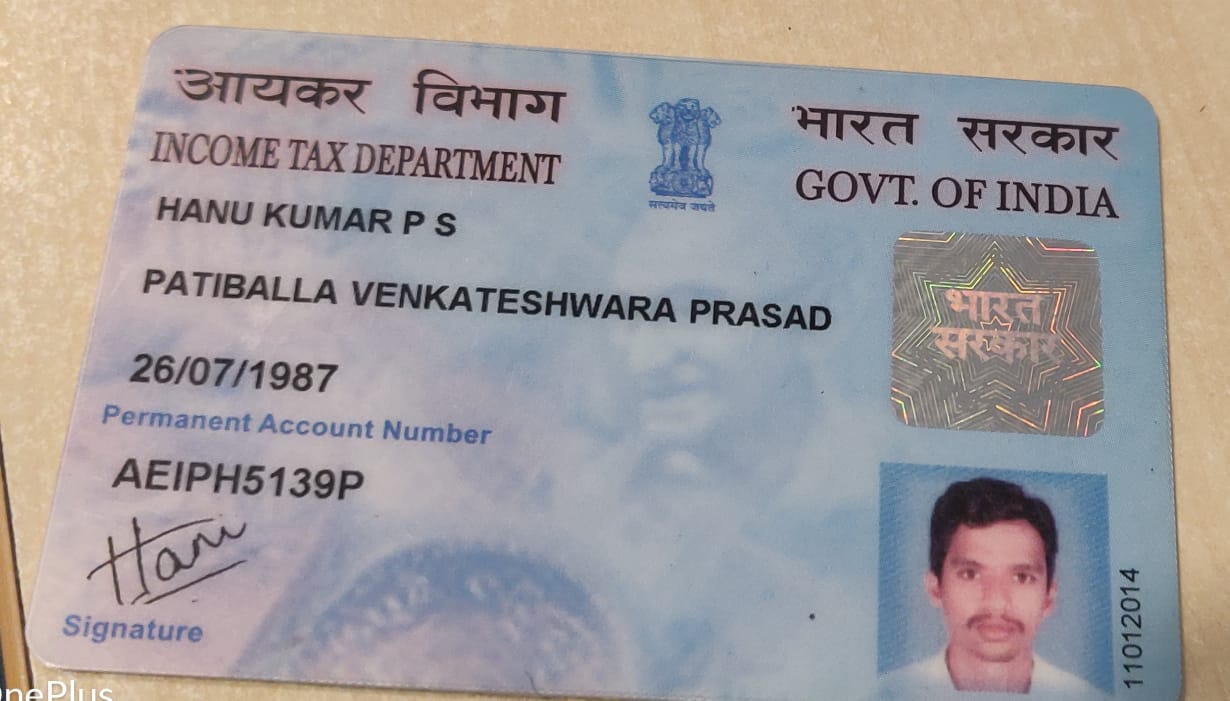 आयकर विभाग
INCOME TAX DEPARTMENT
भारत सरकार
GOVT. OF INDIA
सत्यमेव जयते
HANU KUMAR P S
PATIBALLA VENKATESHWARA PRASAD
26/07/1987
Permanent Account Number
AEIPH5139P
Hanu
Signature
भारत
सरकार
11012014
OnePlus